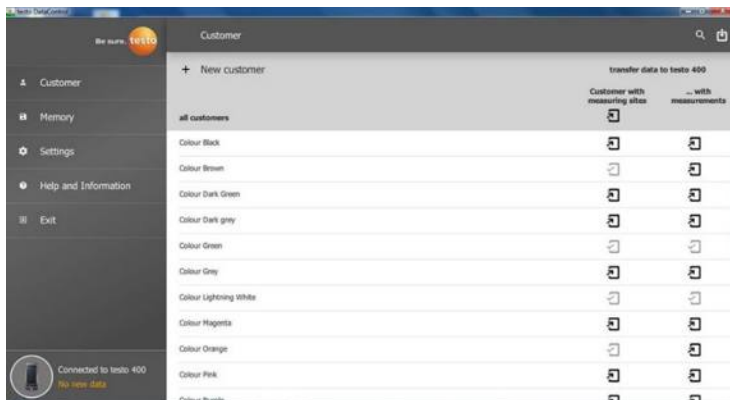 testo DataControl
Be sure. testo
Customer
Memory
Settings
Help and Information
Exit
Connected to testo 400
No new data
Customer
+ New customer
transfer data to testo 400
Customer with
measuring sites
... with
measurements
all customers
Colour Black
Colour Brown
Colour Dark Green
Colour Dark grey
Colour Green
Colour Grey
Colour Lightning White
Colour Magenta
Colour Orange
Colour Pink
Colour Purple